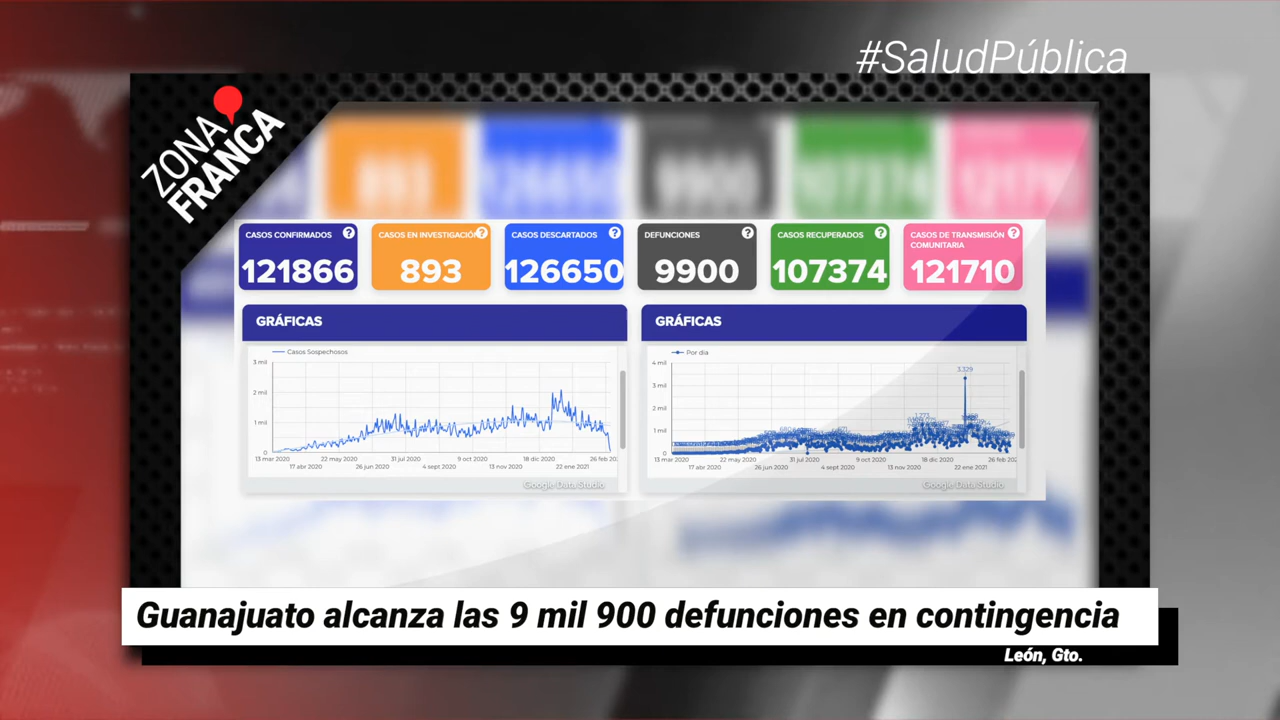 #SaludPública
ZONA
FRANCA
CASOS CONFIRMADOS ?
121866
CASOS EN INVESTIGACIÓN ?
893
CASOS DESCARTADOS ?
126650
DEFUNCIONES ?
9900
CASOS RECUPERADOS ?
107374
CASOS DE TRANSMISIÓN ?
COMUNITARIA
121710
GRÁFICAS
Casos Sospechosos
3 mil
2 mil
1 mil
0
13 mar 2020 22 may 2020 31 jul 2020 9 oct 2020 18 dic 2020 26 feb 202
17 abr 2020 26 jun 2020 4 sept 2020 13 nov 2020 22 ene 2021
Google Data Studio
GRÁFICAS
Por día
4 mil
3 mil
2 mil
1 mil
0
3.329
1.273
13 mar 2020 22 may 2020 31 jul 2020 9 oct 2020 18 dic 2020 26 feb 202
17 abr 2020 26 jun 2020 4 sept 2020 13 nov 2020 22 ene 2021
Google Data Studio
Guanajuato alcanza las 9 mil 900 defunciones en contingencia
León, Gto.